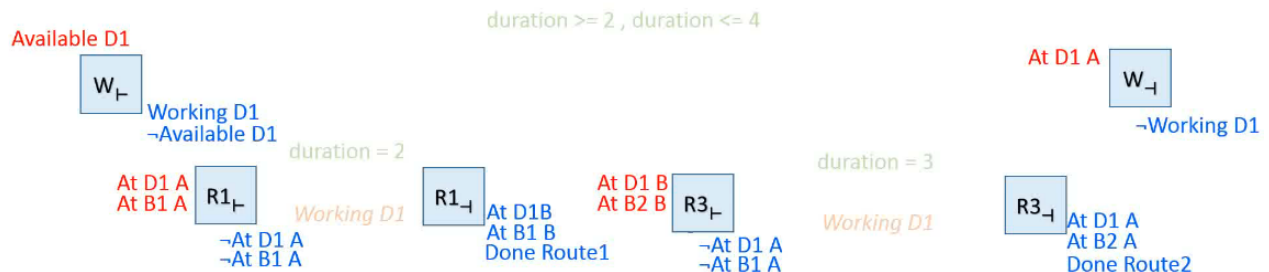 duration >= 2 , duration <= 4
Available D1
W⊢
Working D1
¬Available D1
At D1 A
W⊣
¬Working D1
duration = 2
At D1 A
At B1 A
R1⊢
¬At D1 A
¬At B1 A
Working D1
R1⊣
At D1B
At B1 B
Done Route1
At D1 B
At B2 B
R3⊢
¬At D1 A
¬At B1 A
duration = 3
Working D1
R3⊣
At D1 A
At B2 A
Done Route2